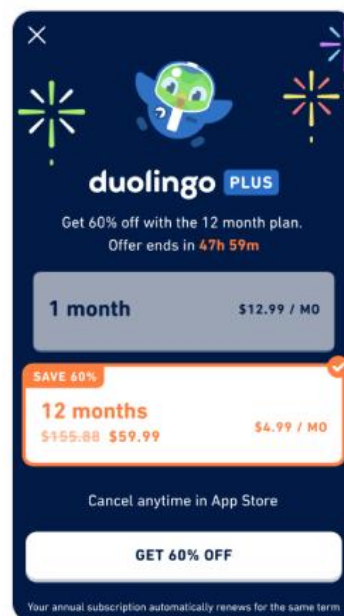 duolingo PLUS
Get 60% off with the 12 month plan.
Offer ends in 47h 59m
1 month $12.99 / MO
SAVE 60%
12 months
$155.88 $59.99 $4.99 / MO
Cancel anytime in App Store
GET 60% OFF
Your annual subscription automatically renews for the same term